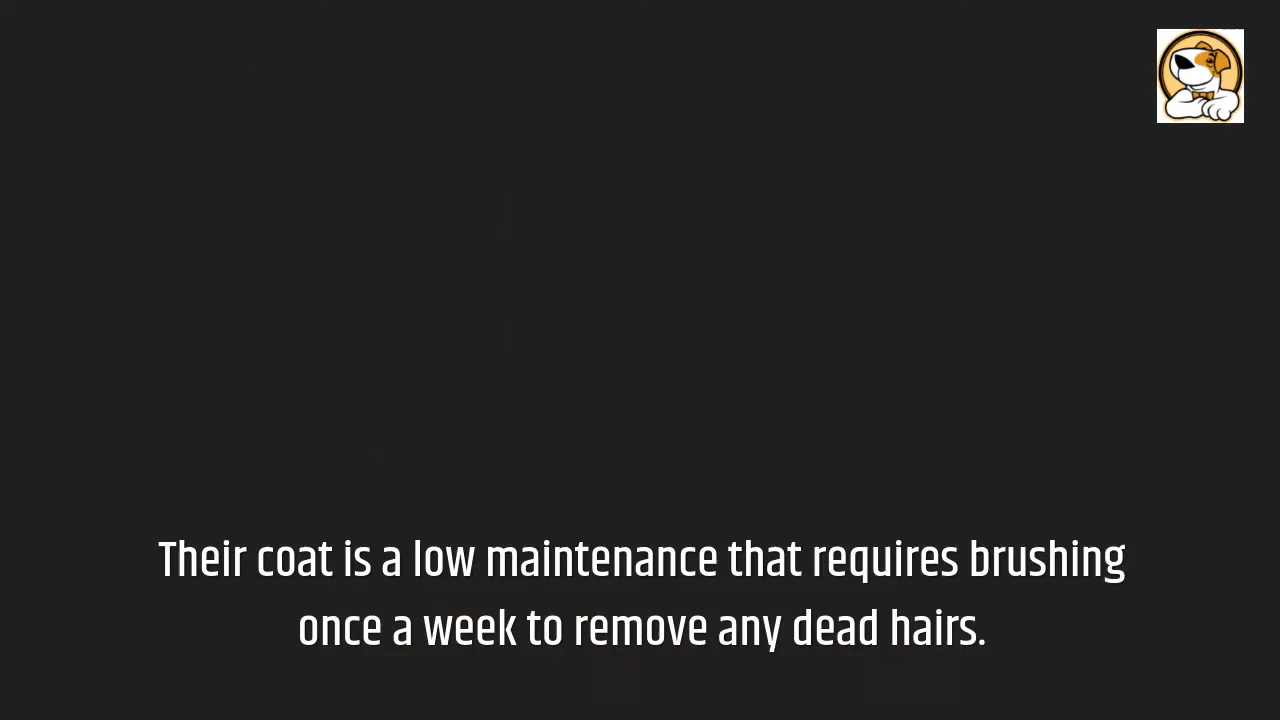 Their coat is a low maintenance that requires brushing
once a week to remove any dead hairs.